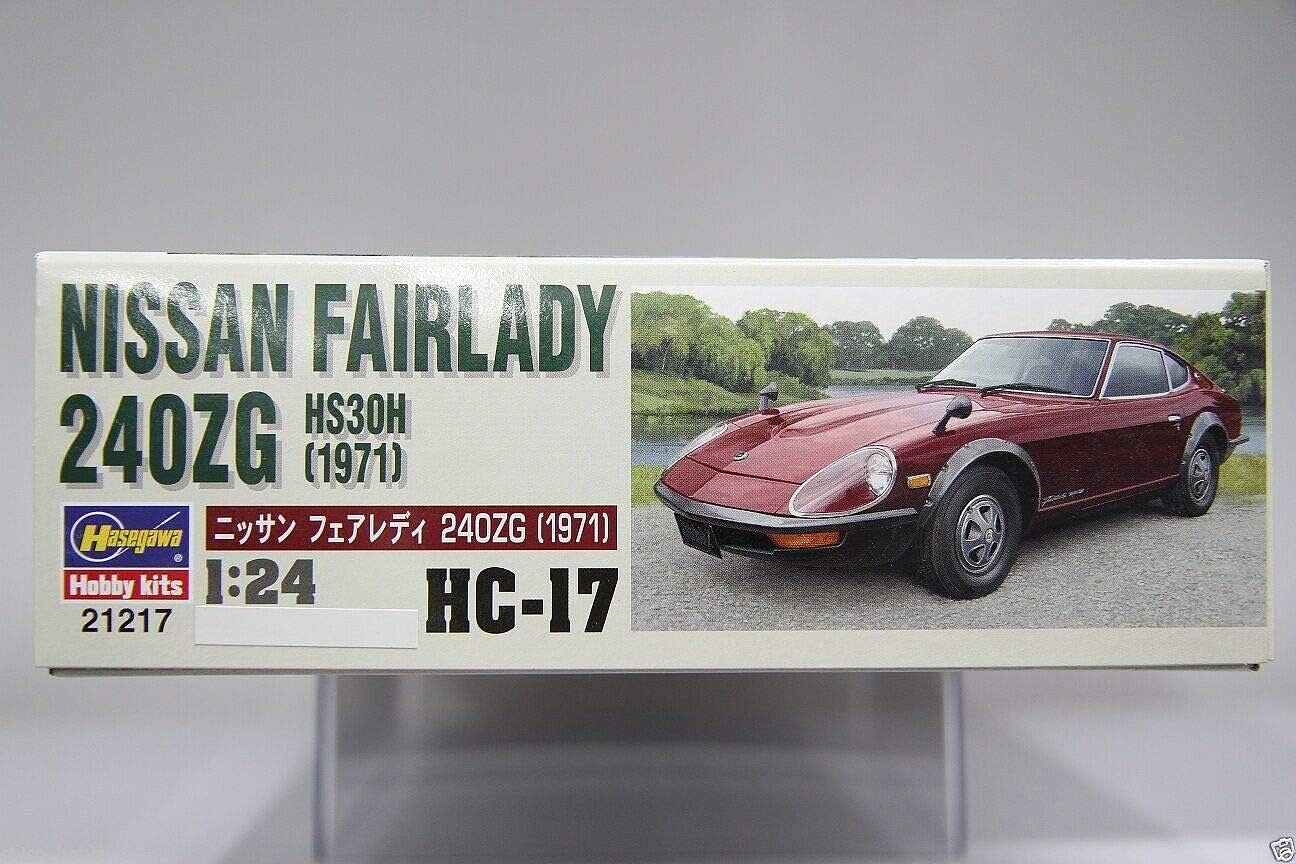 NISSAN FAIRLADY
240ZG HS30H
(1971)
Hasegawa ®
Hobby kits
21217
ニッサン フェアレディ 240ZG (1971)
1:24
HC-17